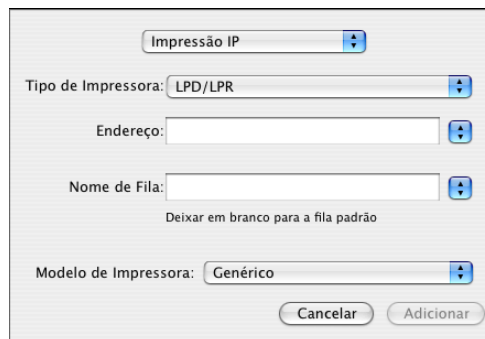 Impressão IP
Tipo de Impressora: LPD/LPR
Endereço:
Nome de Fila:
Deixar em branco para a fila padrão
Modelo de Impressora: Genérico
Cancelar Adicionar